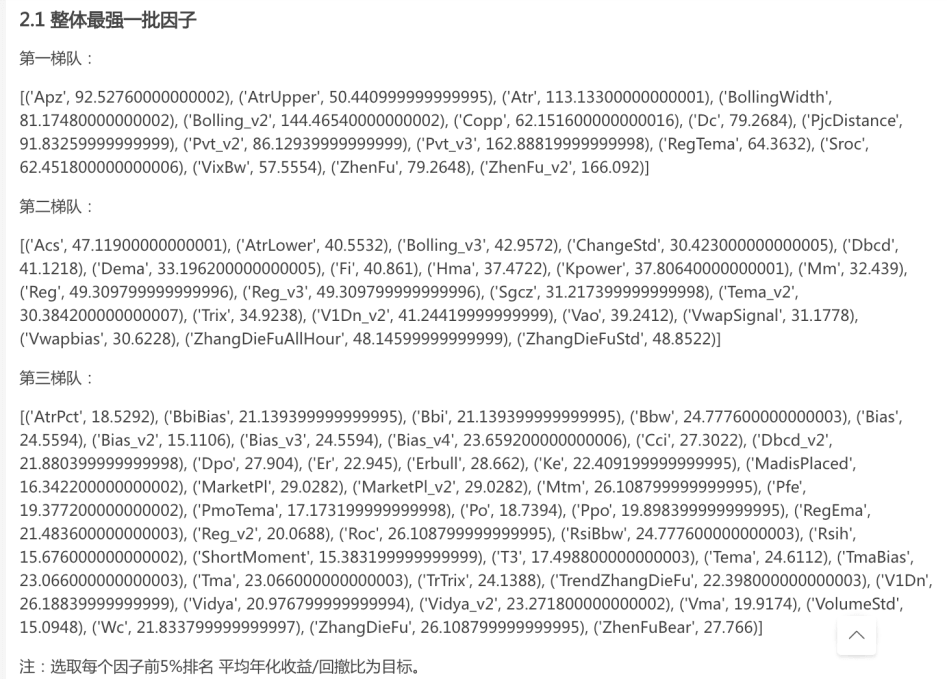 2.1 整体最强一批因子
第一梯队：
[('Apz', 92.52760000000002), ('AtrUpper', 50.440999999999995), ('Atr', 113.13300000000001), ('BollingWidth',
81.17480000000002), ('Bolling_v2', 144.46540000000002), ('Copp', 62.151600000000016), ('Dc', 79.2684), ('PjcDistance',
91.83259999999999), ('Pvt_v2', 86.12939999999999), ('Pvt_v3', 162.88819999999998), ('RegTema', 64.3632), ('Sroc',
62.451800000000006), ('VixBw', 57.5554), ('ZhenFu', 79.2648), ('ZhenFu_v2', 166.092)]
第二梯队：
[('Acs', 47.11900000000001), ('AtrLower', 40.5532), ('Bolling_v3', 42.9572), ('ChangeStd', 30.423000000000005), ('Dbcd',
41.1218), ('Dema', 33.196200000000005), ('Fi', 40.861), ('Hma', 37.4722), ('Kpower', 37.80640000000001), ('Mm', 32.439),
('Reg', 49.309799999999996), ('Reg_v3', 49.309799999999996), ('Sgcz', 31.217399999999998), ('Tema_v2',
30.384200000000007), ('Trix', 34.9238), ('V1Dn_v2', 41.24419999999999), ('Vao', 39.2412), ('VwapSignal', 31.1778),
('Vwapbias', 30.6228), ('ZhangDieFuAllHour', 48.14599999999999), ('ZhangDieFuStd', 48.8522)]
第三梯队：
[('AtrPct', 18.5292), ('BbiBias', 21.139399999999995), ('Bbi', 21.139399999999995), ('Bbw', 24.777600000000003), ('Bias',
24.5594), ('Bias_v2', 15.1106), ('Bias_v3', 24.5594), ('Bias_v4', 23.659200000000006), ('Cci', 27.3022), ('Dbcd_v2',
21.880399999999998), ('Dpo', 27.904), ('Er', 22.945), ('Erbull', 28.662), ('Ke', 22.409199999999995), ('MadisPlaced',
16.342200000000002), ('MarketPl', 29.0282), ('MarketPl_v2', 29.0282), ('Mtm', 26.108799999999995), ('Pfe',
19.377200000000002), ('PmoTema', 17.173199999999998), ('Po', 18.7394), ('Ppo', 19.898399999999995), ('RegEma',
21.483600000000003), ('Reg_v2', 20.0688), ('Roc', 26.108799999999995), ('RsiBbw', 24.777600000000003), ('Rsih',
15.676000000000002), ('ShortMoment', 15.383199999999999), ('T3', 17.498800000000003), ('Tema', 24.6112), ('TmaBias',
23.066000000000003), ('Tma', 23.066000000000003), ('TrTrix', 24.1388), ('TrendZhangDieFu', 22.398000000000003), ('V1Dn',
26.18839999999999), ('Vidya', 20.976799999999994), ('Vidya_v2', 23.271800000000002), ('Vma', 19.9174), ('VolumeStd',
15.0948), ('Wc', 21.833799999999997), ('ZhangDieFu', 26.108799999999995), ('ZhenFuBear', 27.766)]
注：选取每个因子前5%排名 平均年化收益/回撤比为目标。